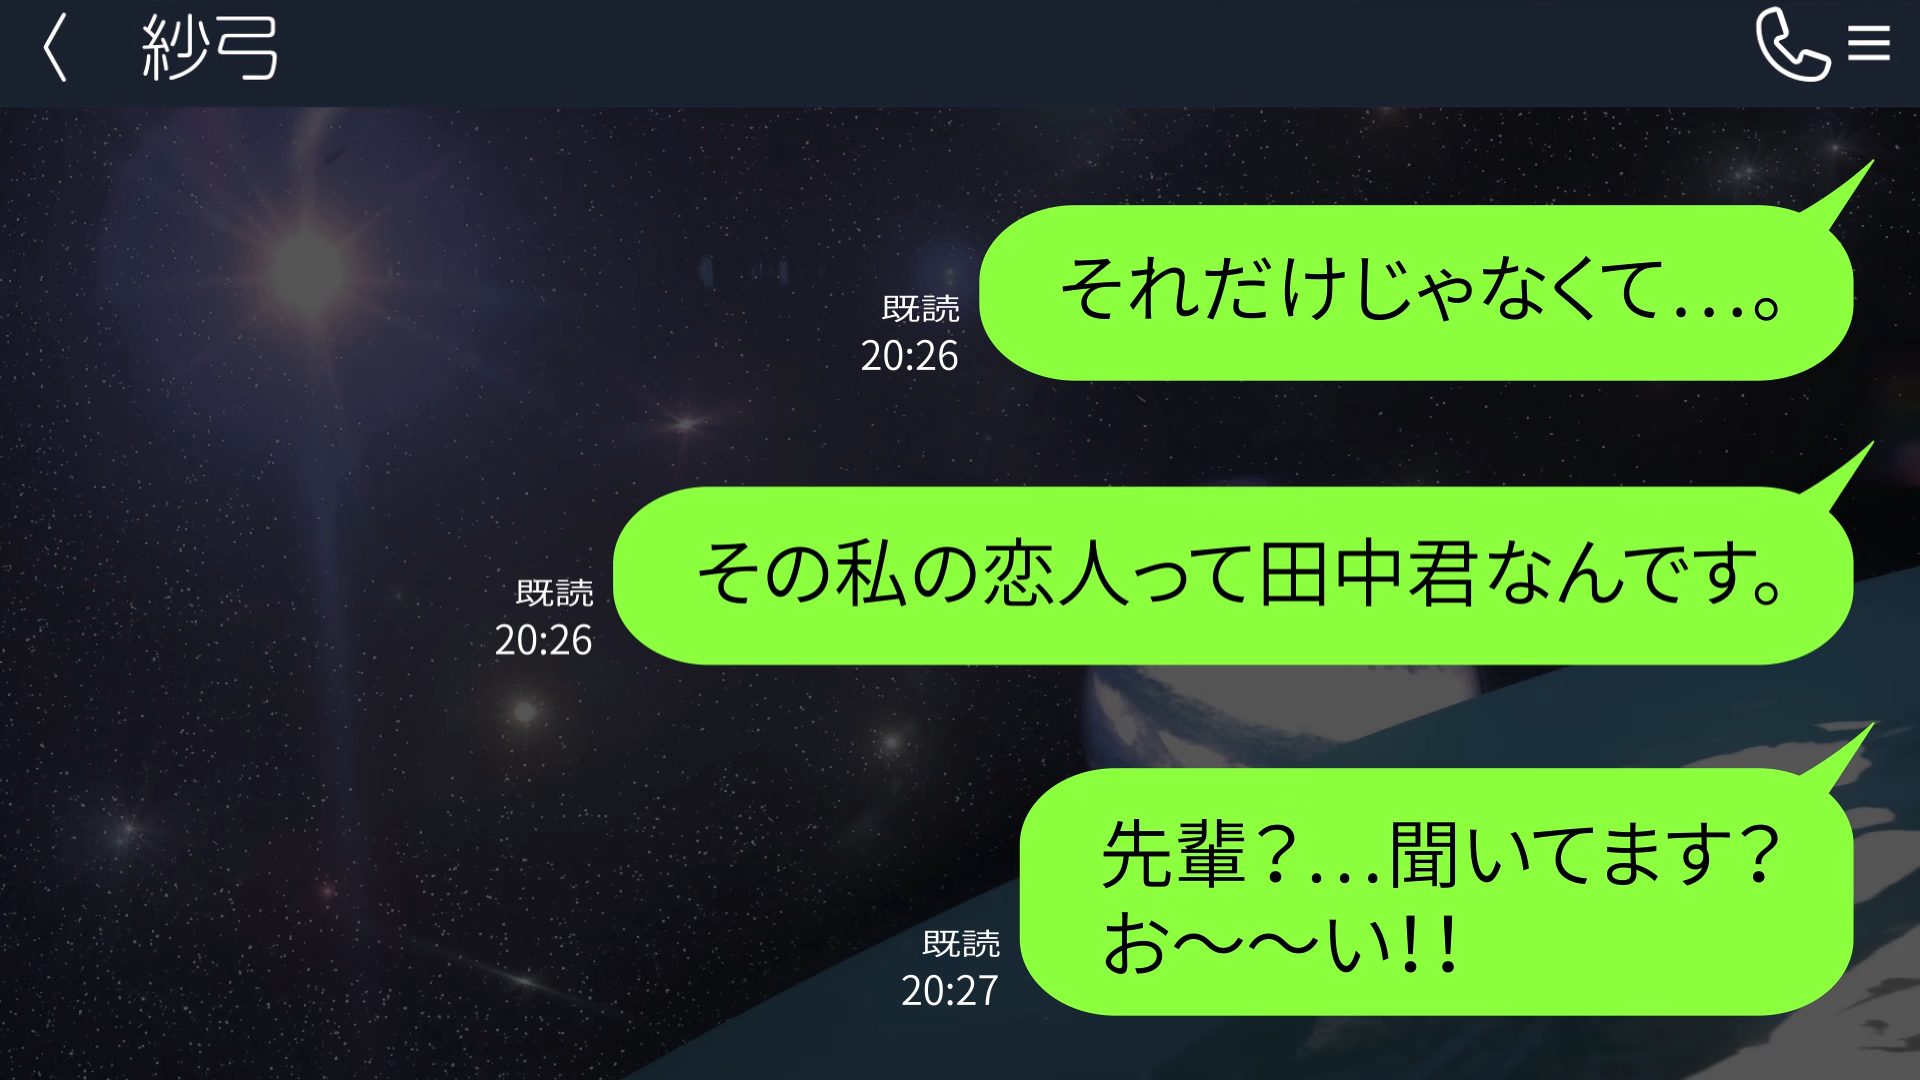 紗弓
それだけじゃなくて…。
既読
20:26
その私の恋人って田中君なんです。
既読
20:26
先輩？…聞いてます？
お〜〜い！！
既読
20:27